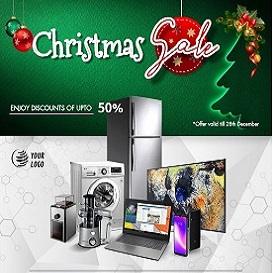 Christmas Sale
ENJOY DISCOUNTS OF UPTO 50%
*Offer valid till 28th December
YOUR
LOGO